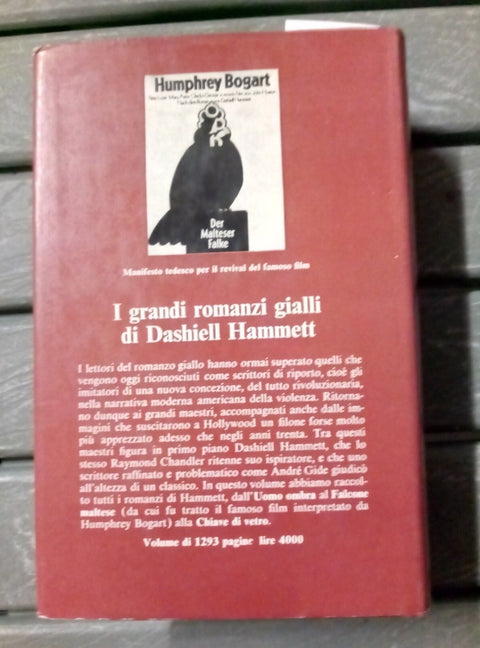 Humphrey Bogart
Der
Malteser
Falke
Manifesto tedesco per il revival del famoso film
I grandi romanzi gialli
di Dashiell Hammett
I lettori del romanzo giallo hanno ormai superato quelli che
vengono oggi riconosciuti come scrittori di riporto, cioè gli
imitatori di una nuova concezione, del tutto rivoluzionaria,
nella narrativa moderna americana della violenza. Ritorna-
no dunque ai grandi maestri, accompagnati anche dalle im-
magini che suscitarono a Hollywood un filone forse molto
più apprezzato adesso che negli anni trenta. Tra questi
maestri figura in primo piano Dashiell Hammett, che lo
stesso Raymond Chandler ritenne suo ispiratore, e che uno
scrittore raffinato e problematico come André Gide giudicò
all'altezza di un classico. In questo volume abbiamo raccol-
to tutti i romanzi di Hammett, dall'Uomo ombra al Falcone
maltese (da cui fu tratto il famoso film interpretato da
Humphrey Bogart) alla Chiave di vetro.
Volume di 1293 pagine lire 4000